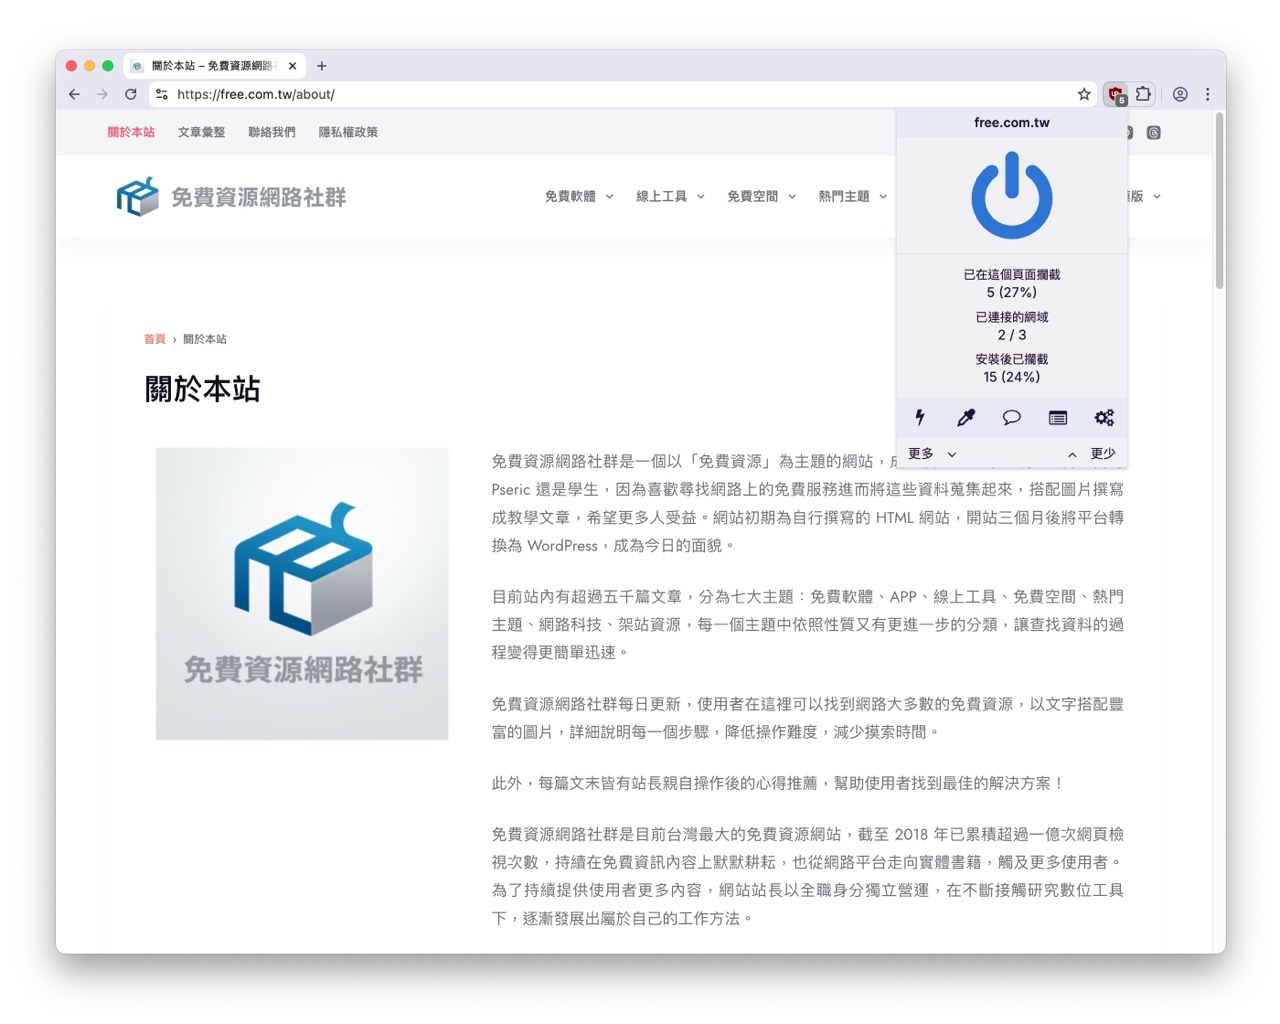 關於本站 – 免費資源網路
https://free.com.tw/about/
5
關於本站 文章彙整 聯絡我們 隱私權政策
免費資源網路社群
免費軟體 線上工具 免費空間 熱門主題 版
free.com.tw
已在這個頁面攔截
5 (27%)
已連接的網域
2 / 3
安裝後已攔截
15 (24%)
更多 更少
首頁 › 關於本站
關於本站
免費資源網路社群
免費資源網路社群是一個以「免費資源」為主題的網站，
Pseric 還是學生，因為喜歡尋找網路上的免費服務進而將這些資料蒐集起來，搭配圖片撰寫
成教學文章，希望更多人受益。網站初期為自行撰寫的 HTML 網站，開站三個月後將平台轉
換為 WordPress，成為今日的面貌。
目前站內有超過五千篇文章，分為七大主題：免費軟體、APP、線上工具、免費空間、熱門
主題、網路科技、架站資源，每一個主題中依照性質又有更進一步的分類，讓查找資料的過
程變得更簡單迅速。
免費資源網路社群每日更新，使用者在這裡可以找到網路大多數的免費資源，以文字搭配豐
富的圖片，詳細說明每一個步驟，降低操作難度，減少摸索時間。
此外，每篇文末皆有站長親自操作後的心得推薦，幫助使用者找到最佳的解決方案！
免費資源網路社群是目前台灣最大的免費資源網站，截至 2018 年已累積超過一億次網頁檢
視次數，持續在免費資訊內容上默默耕耘，也從網路平台走向實體書籍，觸及更多使用者。
為了持續提供使用者更多內容，網站站長以全職身分獨立營運，在不斷接觸研究數位工具
下，逐漸發展出屬於自己的工作方法。